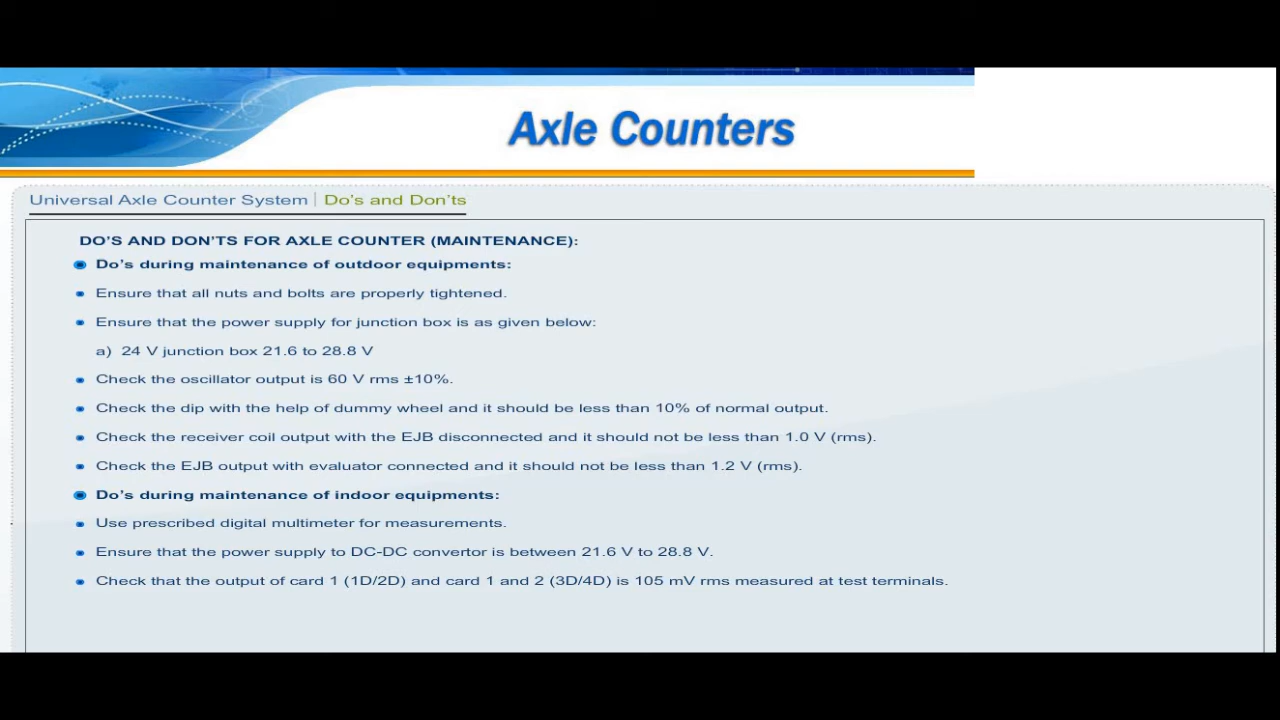 Axle Counters
Universal Axle Counter System | Do's and Don'ts
DO'S AND DON'TS FOR AXLE COUNTER (MAINTENANCE):
Do's during maintenance of outdoor equipments:
Ensure that all nuts and bolts are properly tightened.
Ensure that the power supply for junction box is as given below:
a) 24 V junction box 21.6 to 28.8 V
Check the oscillator output is 60 V rms ±10%.
Check the dip with the help of dummy wheel and it should be less than 10% of normal output.
Check the receiver coil output with the EJB disconnected and it should not be less than 1.0 V (rms).
Check the EJB output with evaluator connected and it should not be less than 1.2 V (rms).
Do's during maintenance of indoor equipments:
Use prescribed digital multimeter for measurements.
Ensure that the power supply to DC-DC convertor is between 21.6 V to 28.8 V.
Check that the output of card 1 (1D/2D) and card 1 and 2 (3D/4D) is 105 mV rms measured at test terminals.